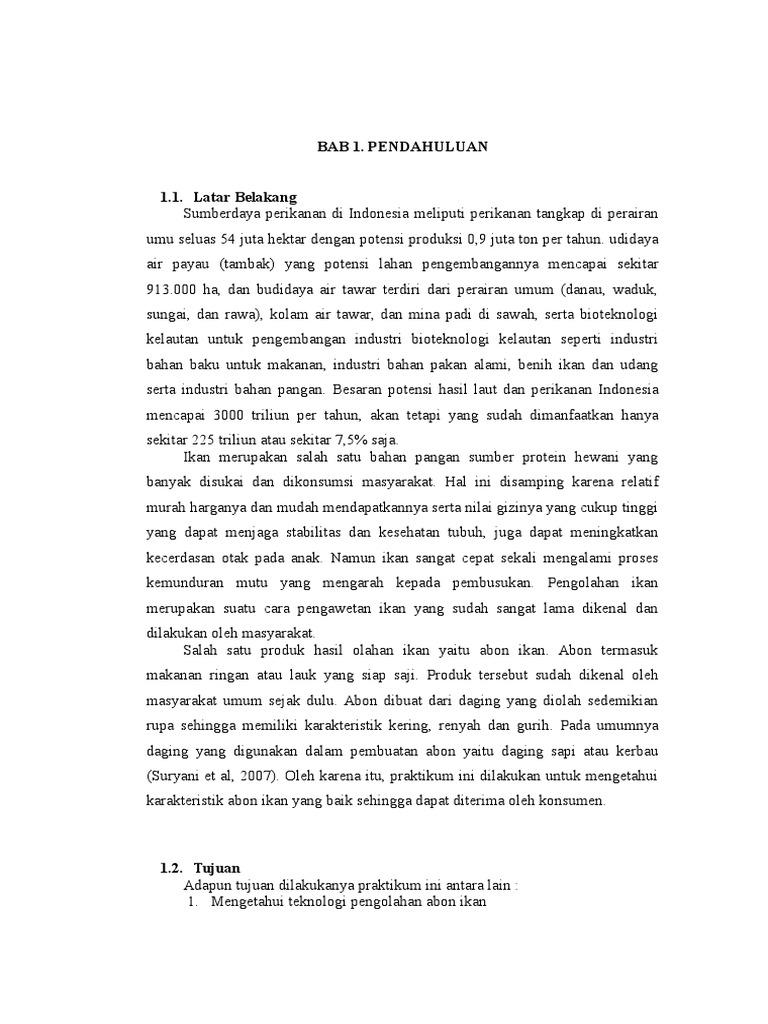 BAB 1. PENDAHULUAN
1.1. Latar Belakang
Sumberdaya perikanan di Indonesia meliputi perikanan tangkap di perairan
umu seluas 54 juta hektar dengan potensi produksi 0,9 juta ton per tahun. udidaya
air payau (tambak) yang potensi lahan pengembangannya mencapai sekitar
913.000 ha, dan budidaya air tawar terdiri dari perairan umum (danau, waduk,
sungai, dan rawa), kolam air tawar, dan mina padi di sawah, serta bioteknologi
kelautan untuk pengembangan industri bioteknologi kelautan seperti industri
bahan baku untuk makanan, industri bahan pakan alami, benih ikan dan udang
serta industri bahan pangan. Besaran potensi hasil laut dan perikanan Indonesia
mencapai 3000 triliun per tahun, akan tetapi yang sudah dimanfaatkan hanya
sekitar 225 triliun atau sekitar 7,5% saja.
Ikan merupakan salah satu bahan pangan sumber protein hewani yang
banyak disukai dan dikonsumsi masyarakat. Hal ini disamping karena relatif
murah harganya dan mudah mendapatkannya serta nilai gizinya yang cukup tinggi
yang dapat menjaga stabilitas dan kesehatan tubuh, juga dapat meningkatkan
kecerdasan otak pada anak. Namun ikan sangat cepat sekali mengalami proses
kemunduran mutu yang mengarah kepada pembusukan. Pengolahan ikan
merupakan suatu cara pengawetan ikan yang sudah sangat lama dikenal dan
dilakukan oleh masyarakat.
Salah satu produk hasil olahan ikan yaitu abon ikan. Abon termasuk
makanan ringan atau lauk yang siap saji. Produk tersebut sudah dikenal oleh
masyarakat umum sejak dulu. Abon dibuat dari daging yang diolah sedemikian
rupa sehingga memiliki karakteristik kering, renyah dan gurih. Pada umumnya
daging yang digunakan dalam pembuatan abon yaitu daging sapi atau kerbau
(Suryani et al, 2007). Oleh karena itu, praktikum ini dilakukan untuk mengetahui
karakteristik abon ikan yang baik sehingga dapat diterima oleh konsumen.
1.2. Tujuan
Adapun tujuan dilakukanya praktikum ini antara lain :
1. Mengetahui teknologi pengolahan abon ikan